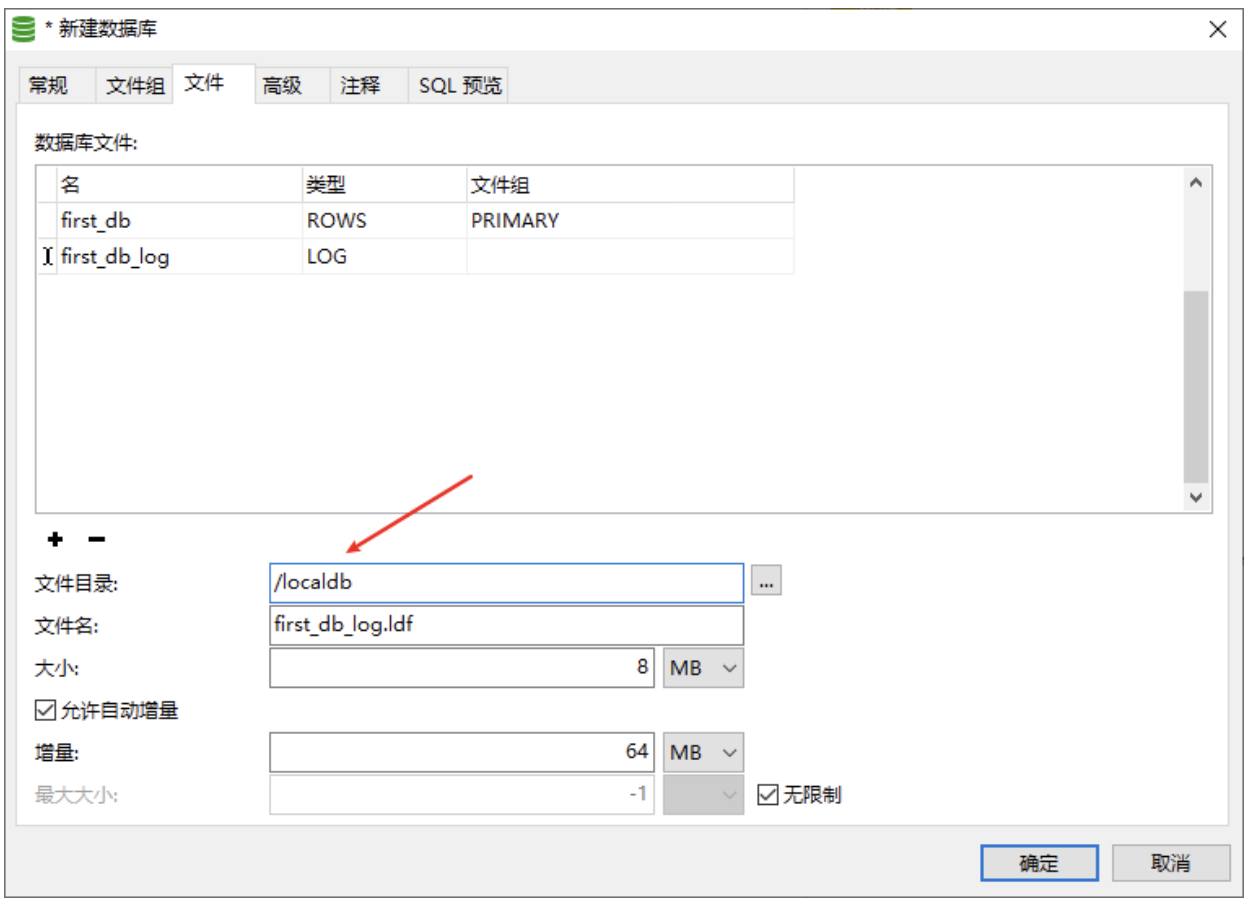 * 新建数据库
常规 文件组 文件 高级 注释 SQL 预览
数据库文件:
名 类型 文件组
first_db ROWS PRIMARY
first_db_log LOG
文件目录: /localdb ...
文件名: first_db_log.ldf
大小: 8 MB
允许自动增量
增量: 64 MB
最大大小: -1 无限制
确定 取消